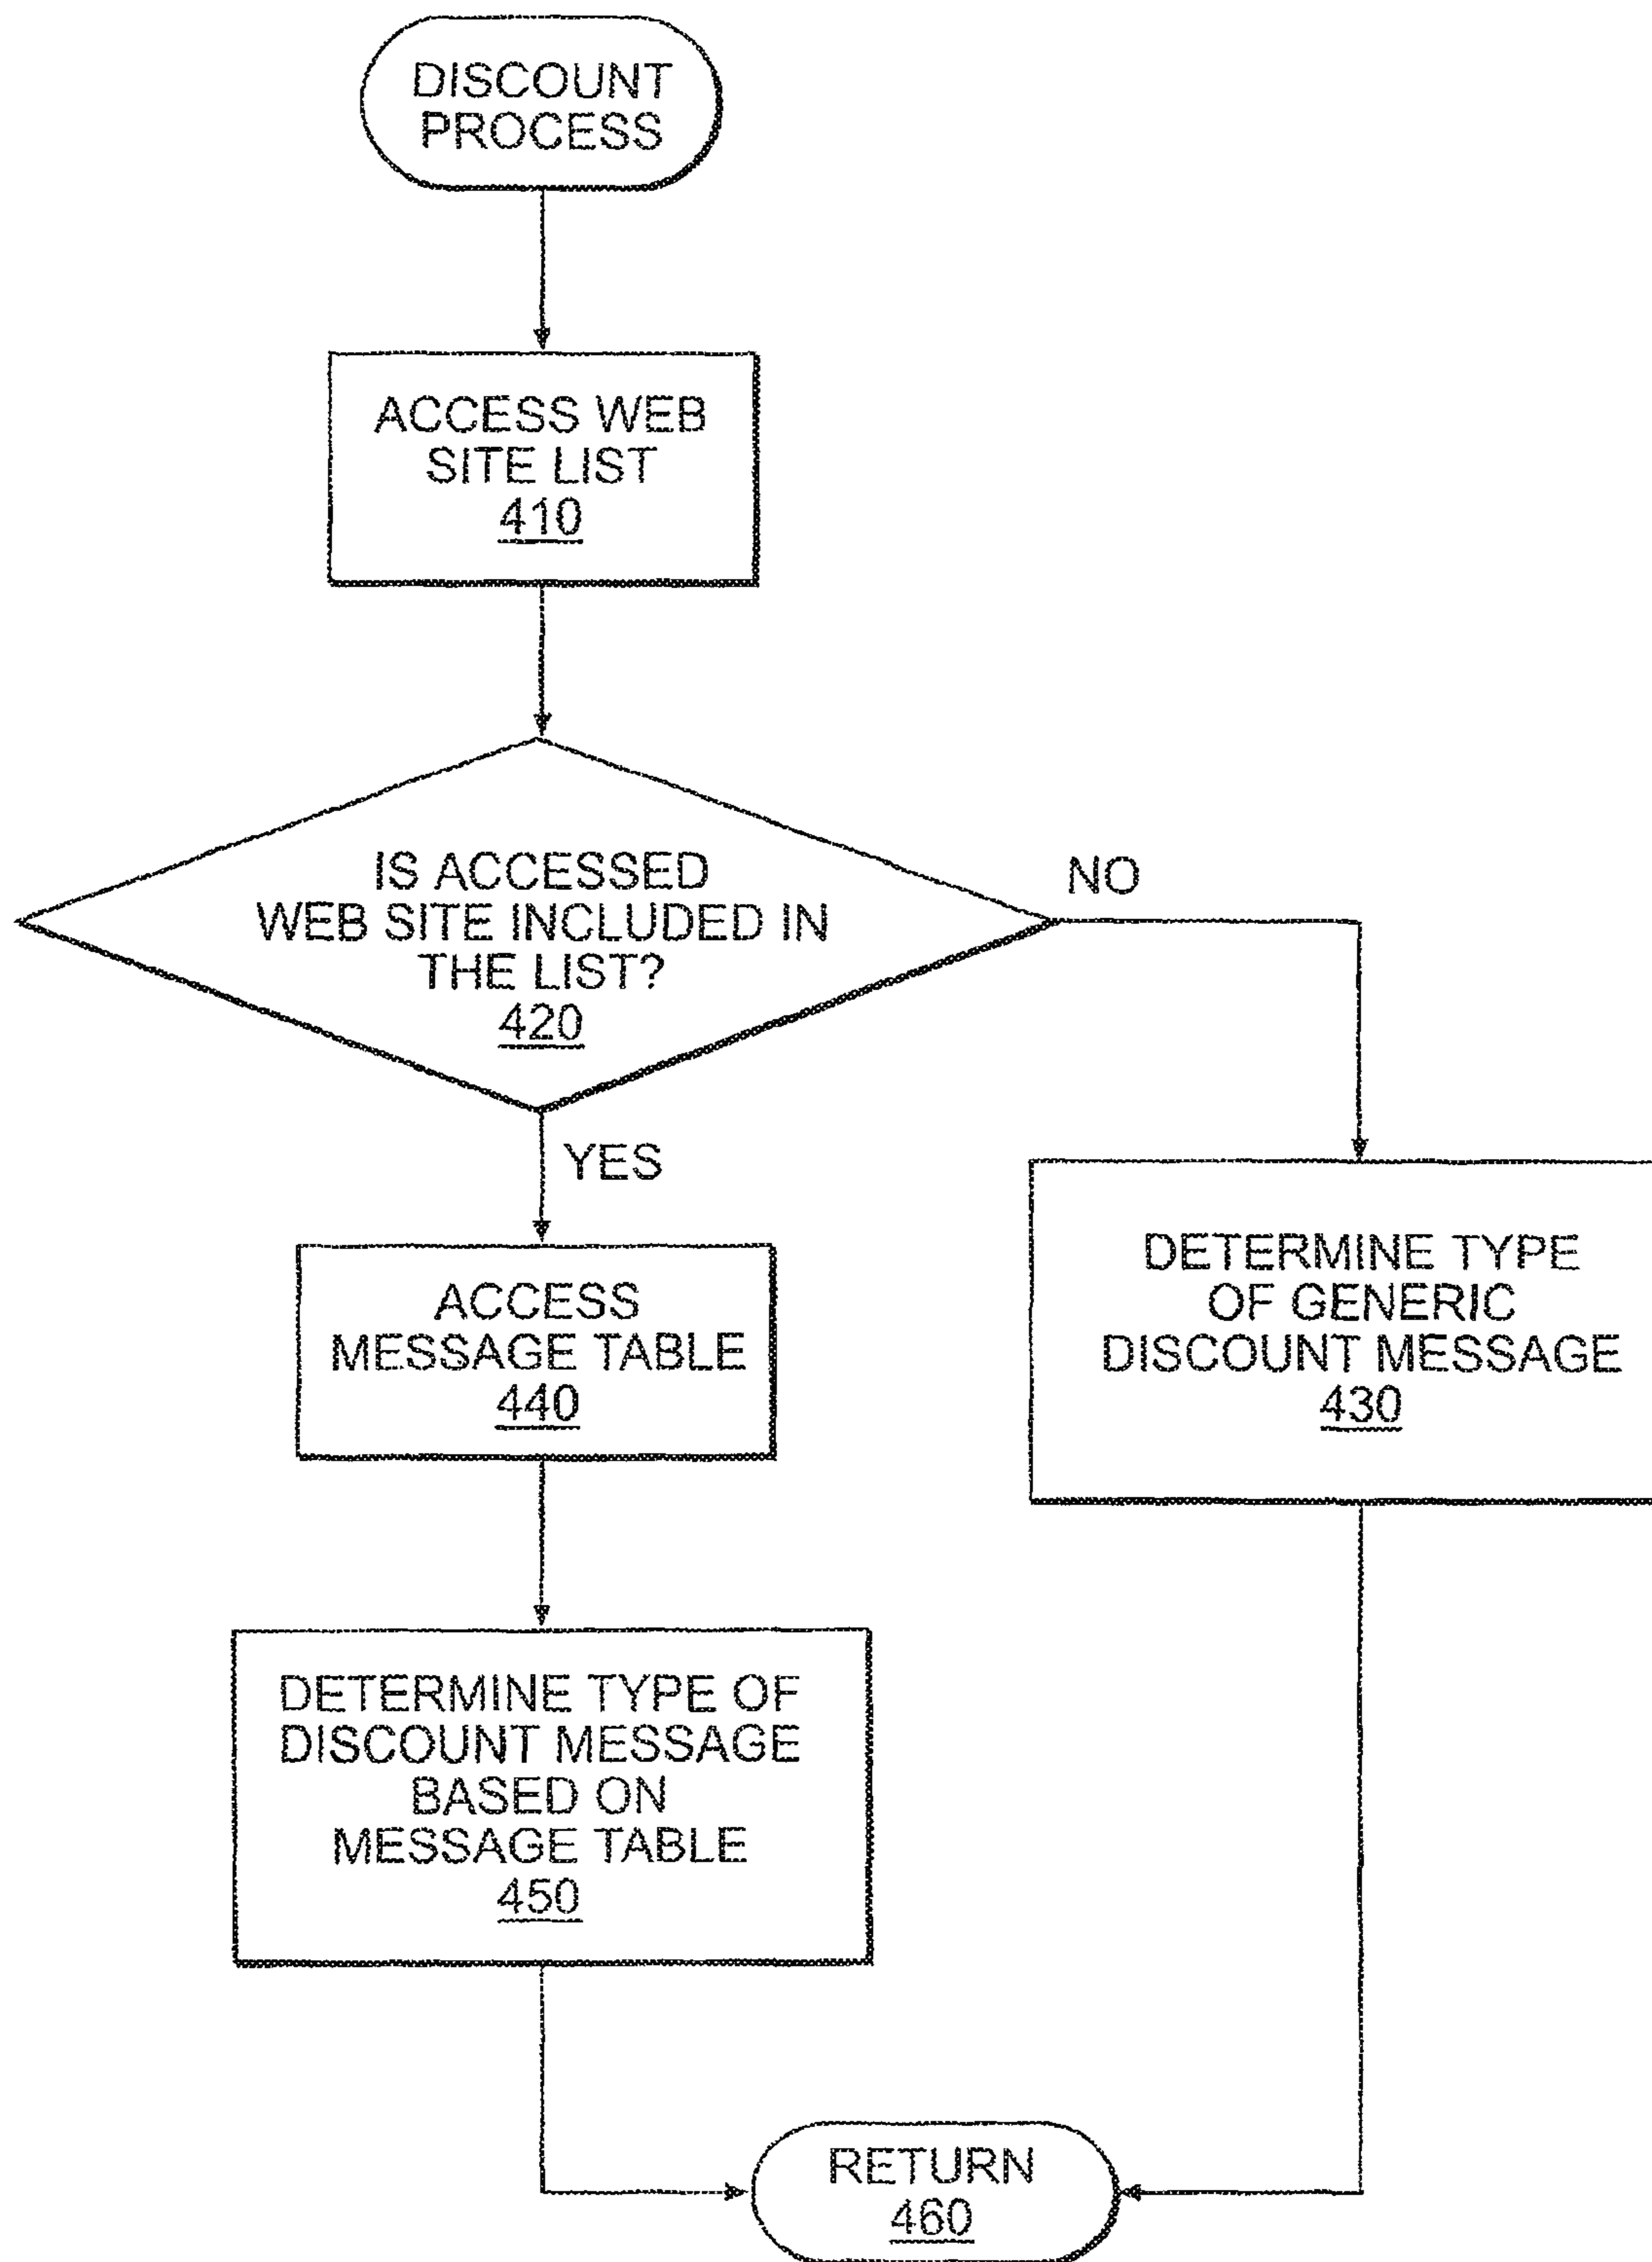 DISCOUNT
PROCESS
ACCESS WEB
SITE LIST
410
IS ACCESSED
WEB SITE INCLUDED IN
THE LIST?
420
NO
YES
ACCESS
MESSAGE TABLE
440
DETERMINE TYPE
OF GENERIC
DISCOUNT MESSAGE
430
DETERMINE TYPE OF
DISCOUNT MESSAGE
BASED ON
MESSAGE TABLE
450
RETURN
460